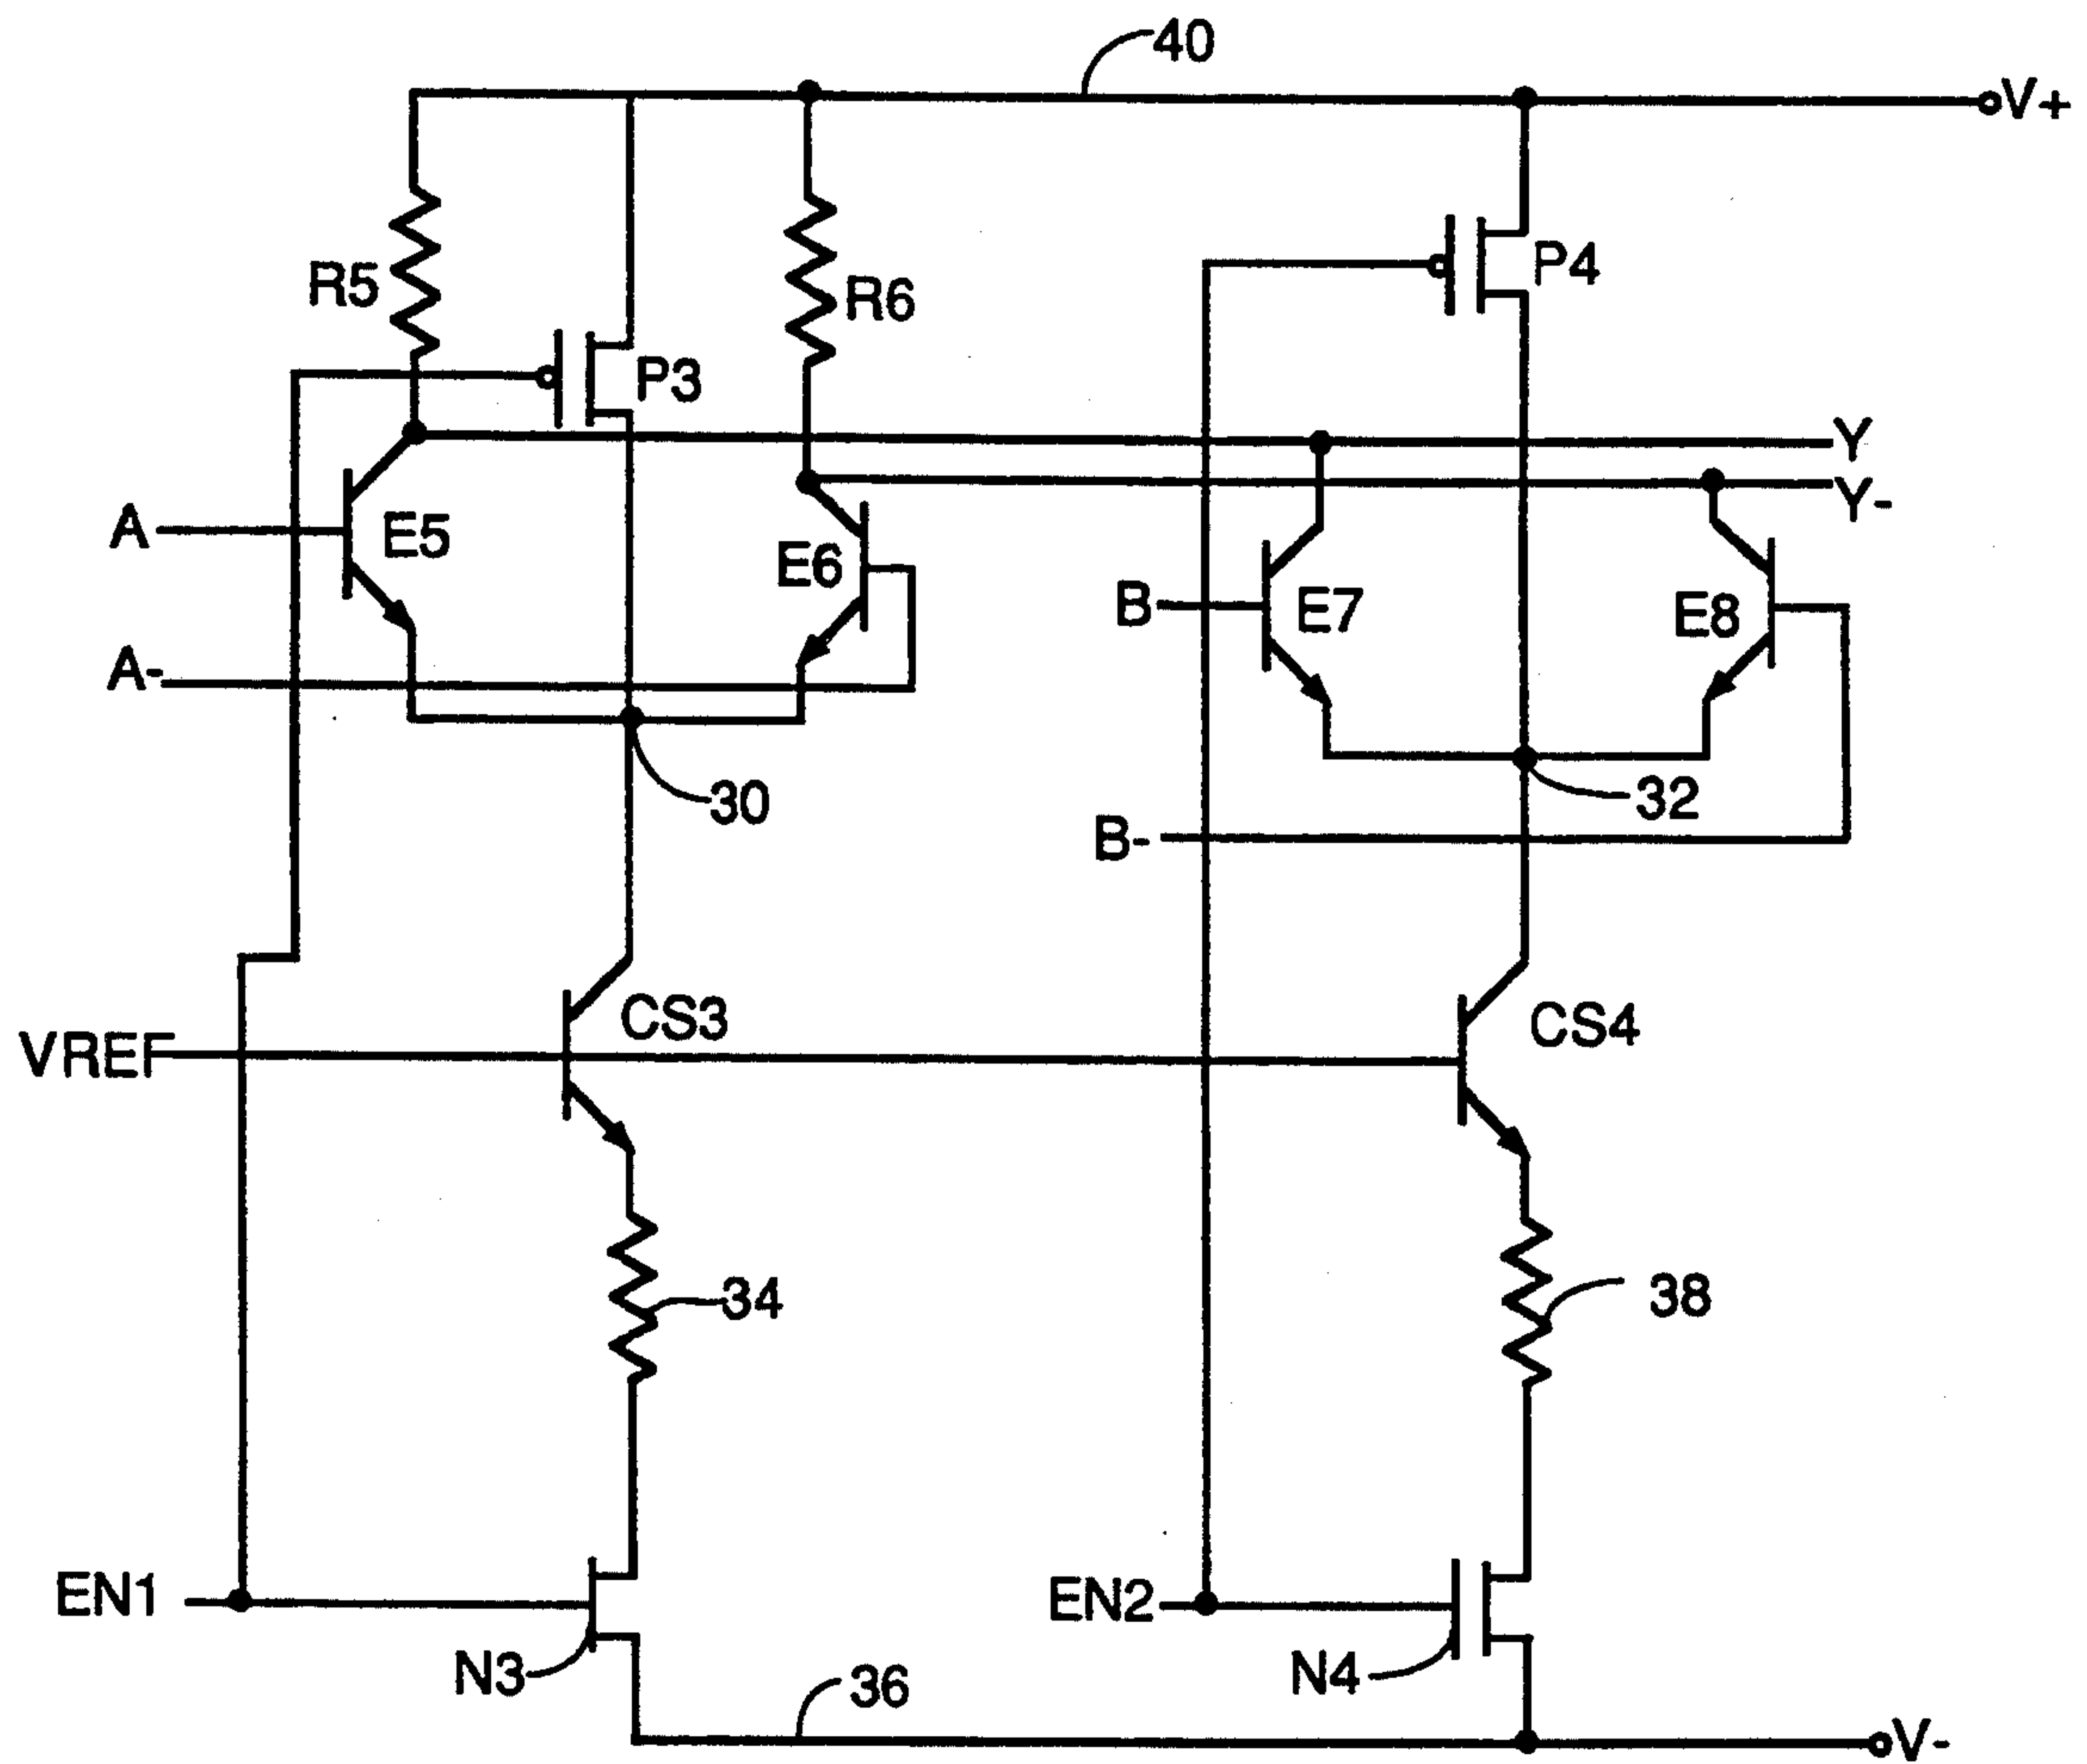 40
V+
R5
R6
P4
P3
Y
Y-
A
E5
E6
B
E7
E8
A-
30
32
B-
CS3
CS4
VREF
34
38
EN1
EN2
N3
N4
36
V-